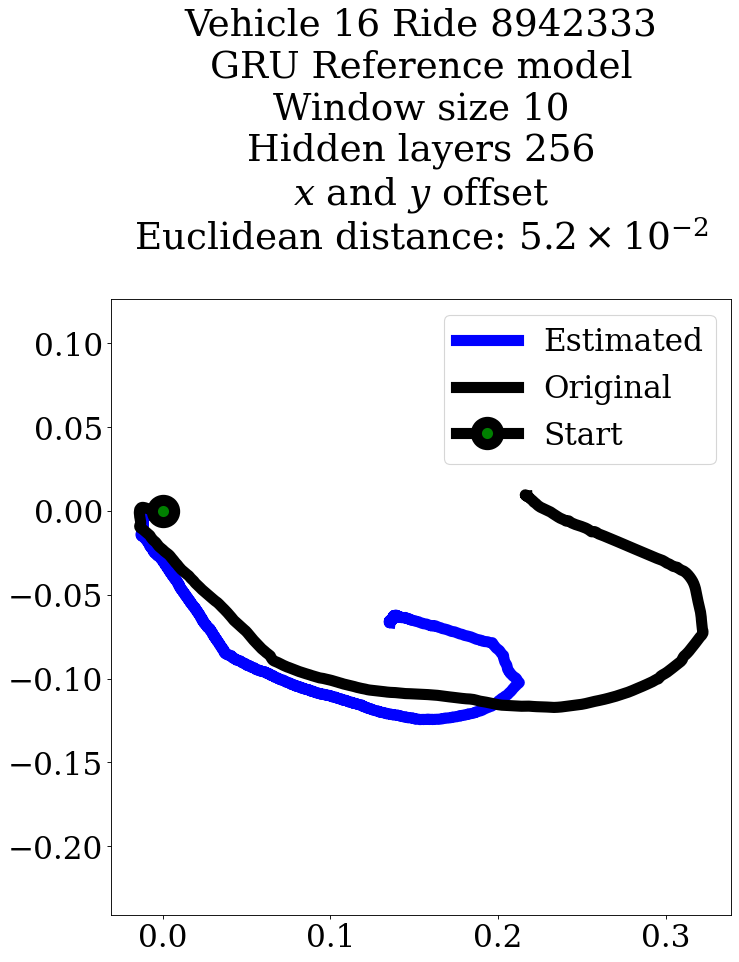 Vehicle 16 Ride 8942333
GRU Reference model
Window size 10
Hidden layers 256
x and y offset
Euclidean distance: 5.2 × 10⁻²
Estimated
Original
Start
0.10
0.05
0.00
−0.05
−0.10
−0.15
−0.20
0.0 0.1 0.2 0.3